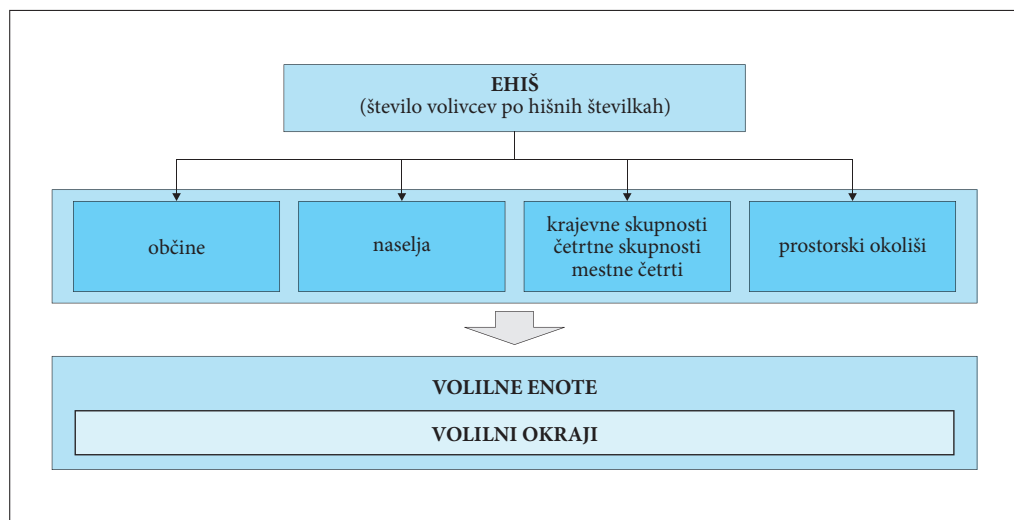 EHIŠ
(število volivcev po hišnih številkah)
občine
naselja
krajevne skupnosti
četrtne skupnosti
mestne četrti
prostorski okoliši
VOLILNE ENOTE
VOLILNI OKRAJI